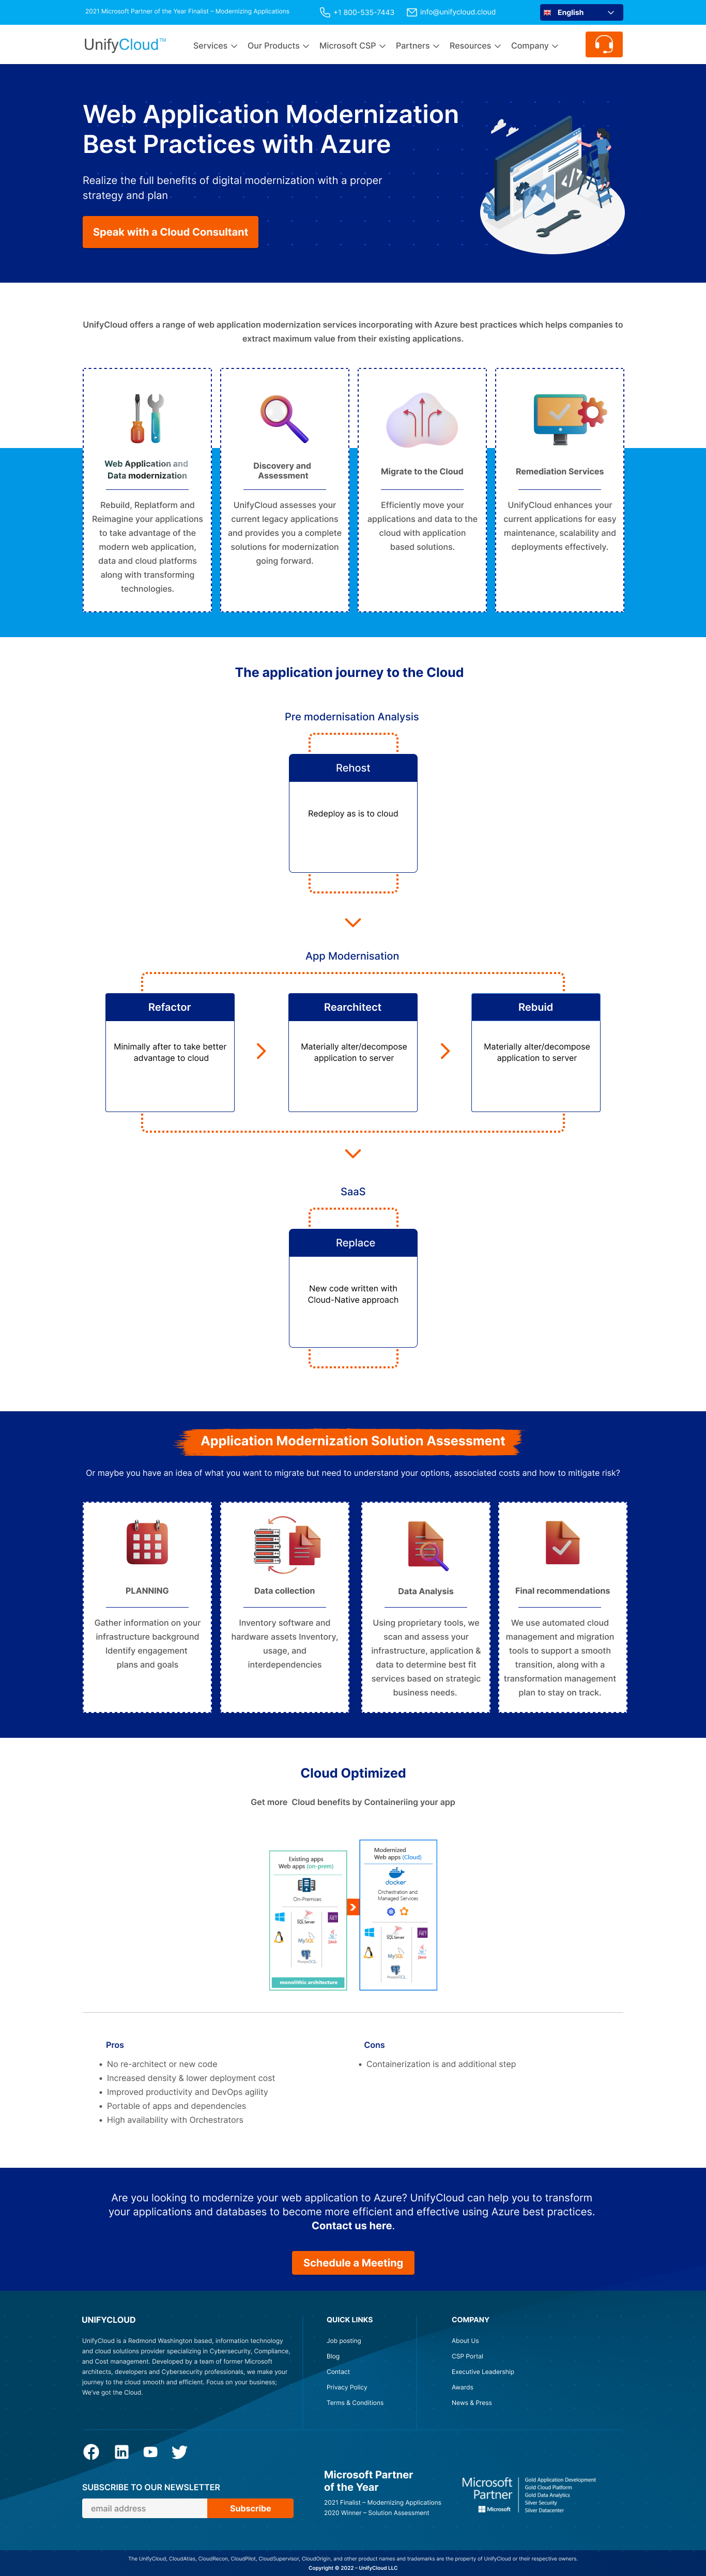 2021 Microsoft Partner of the Year Finalist – Modernizing Applications
+1 800-535-7443
info@unifycloud.cloud
English
UnifyCloud™
Services
Our Products
Microsoft CSP
Partners
Resources
Company
Web Application Modernization
Best Practices with Azure
Realize the full benefits of digital modernization with a proper
strategy and plan
Speak with a Cloud Consultant
UnifyCloud offers a range of web application modernization services incorporating with Azure best practices which helps companies to
extract maximum value from their existing applications.
Web Application and
Data modernization
Rebuild, Replatform and
Reimagine your applications
to take advantage of the
modern web application,
data and cloud platforms
along with transforming
technologies.
Discovery and
Assessment
UnifyCloud assesses your
current legacy applications
and provides you a complete
solutions for modernization
going forward.
Migrate to the Cloud
Efficiently move your
applications and data to the
cloud with application
based solutions.
Remediation Services
UnifyCloud enhances your
current applications for easy
maintenance, scalability and
deployments effectively.
The application journey to the Cloud
Pre modernisation Analysis
Rehost
Redeploy as is to cloud
App Modernisation
Refactor
Minimally after to take better
advantage to cloud
Rearchitect
Materially alter/decompose
application to server
Rebuid
Materially alter/decompose
application to server
SaaS
Replace
New code written with
Cloud-Native approach
Application Modernization Solution Assessment
Or maybe you have an idea of what you want to migrate but need to understand your options, associated costs and how to mitigate risk?
PLANNING
Gather information on your
infrastructure background
Identify engagement
plans and goals
Data collection
Inventory software and
hardware assets Inventory,
usage, and
interdependencies
Data Analysis
Using proprietary tools, we
scan and assess your
infrastructure, application &
data to determine best fit
services based on strategic
business needs.
Final recommendations
We use automated cloud
management and migration
tools to support a smooth
transition, along with a
transformation management
plan to stay on track.
Cloud Optimized
Get more Cloud benefits by Containeriing your app
Existing apps
Web apps (on-prem)
On-Premises
SQL Server
MySQL
PostgreSQL
.NET
Java
monolithic architecture
Modernized
Web apps (Cloud)
docker
Orchestration and
Managed Services
SQL Server
MySQL
PostgreSQL
.NET
Java
Pros
• No re-architect or new code
• Increased density & lower deployment cost
• Improved productivity and DevOps agility
• Portable of apps and dependencies
• High availability with Orchestrators
Cons
• Containerization is and additional step
Are you looking to modernize your web application to Azure? UnifyCloud can help you to transform
your applications and databases to become more efficient and effective using Azure best practices.
Contact us here.
Schedule a Meeting
UNIFYCLOUD
UnifyCloud is a Redmond Washington based, information technology
and cloud solutions provider specializing in Cybersecurity, Compliance,
and Cost management. Developed by a team of former Microsoft
architects, developers and Cybersecurity professionals, we make your
journey to the cloud smooth and efficient. Focus on your business;
We've got the Cloud.
QUICK LINKS
Job posting
Blog
Contact
Privacy Policy
Terms & Conditions
COMPANY
About Us
CSP Portal
Executive Leadership
Awards
News & Press
SUBSCRIBE TO OUR NEWSLETTER
email address
Subscribe
Microsoft Partner
of the Year
2021 Finalist – Modernizing Applications
2020 Winner – Solution Assessment
Microsoft
Partner
Microsoft
Gold Application Development
Gold Cloud Platform
Gold Data Analytics
Silver Security
Silver Datacenter
The UnifyCloud, CloudAtlas, CloudRecon, CloudPilot, CloudSupervisor, CloudOrigin, and other product names and trademarks are the property of UnifyCloud or their respective owners.
Copyright © 2022 – UnifyCloud LLC